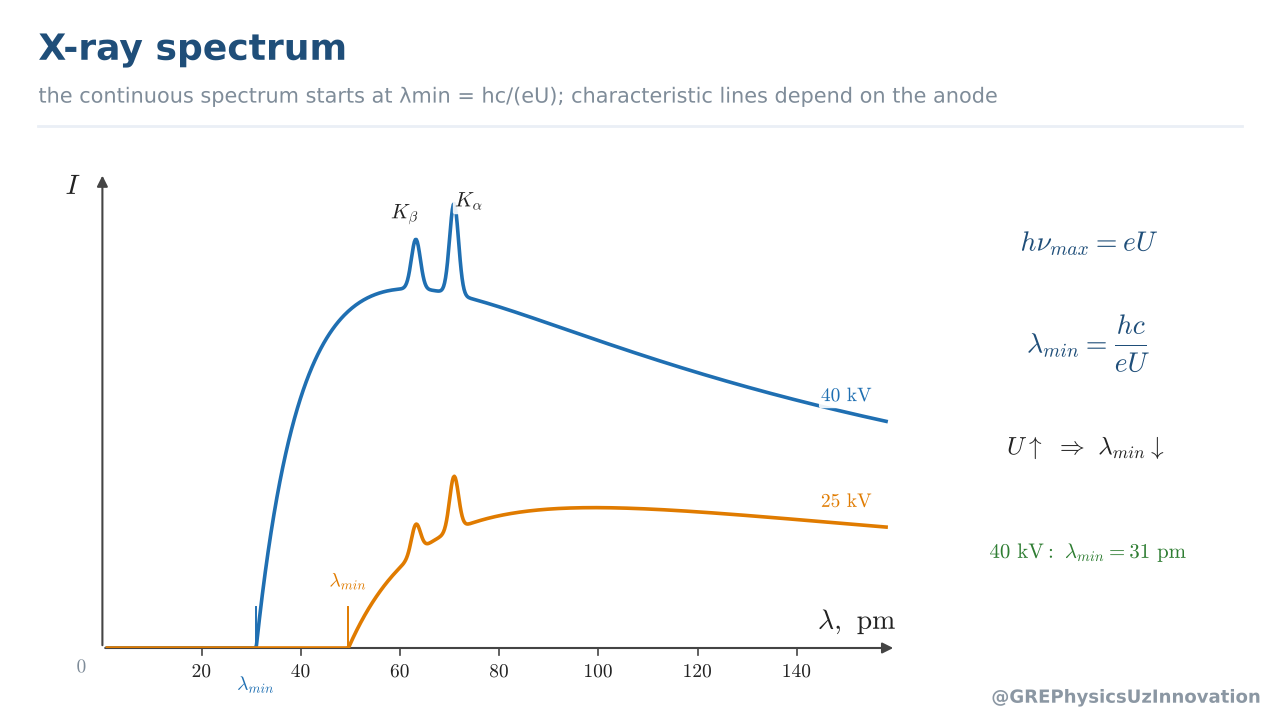 X-ray spectrum
the continuous spectrum starts at λmin = hc/(eU); characteristic lines depend on the anode
I
K_β
K_α
hν_max = eU
λ_min = hc/eU
40 kV
U↑ ⇒ λ_min↓
25 kV
40 kV: λ_min = 31 pm
λ_min
λ, pm
0
20 40 60 80 100 120 140
λ_min
@GREPhysicsUzInnovation